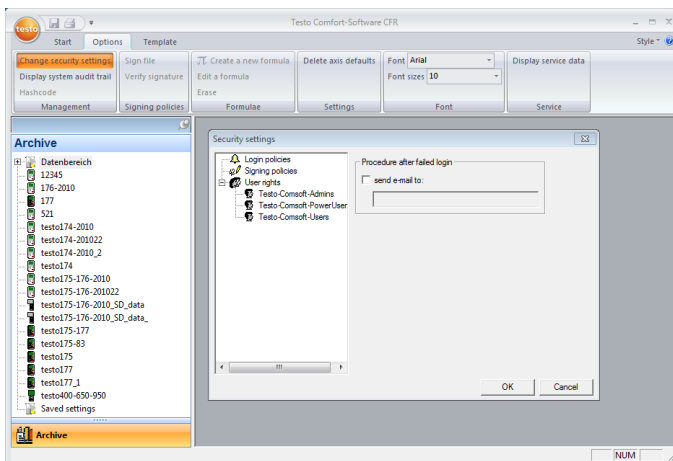 testo
Testo Comfort-Software CFR
Start Options Template Style
Change security settings Sign file Create a new formula Delete axis defaults Font Arial Display service data
Display system audit trail Verify signature Edit a formula Font sizes 10
Hashcode Erase
Management Signing policies Formulae Settings Font Service
Archive
Datenbereich
12345
176-2010
177
521
testo174-2010
testo174-201022
testo174-2010_2
testo174
testo175-176-2010
testo175-176-201022
testo175-176-2010_SD_data
testo175-176-2010_SD_data_
testo175-177
testo175-83
testo175
testo177
testo177_1
testo400-650-950
Saved settings
Archive
Security settings
Login policies
Signing policies
User rights
Testo-Comsoft-Admins
Testo-Comsoft-PowerUser
Testo-Comsoft-Users
Procedure after failed login
send e-mail to:
OK Cancel
NUM